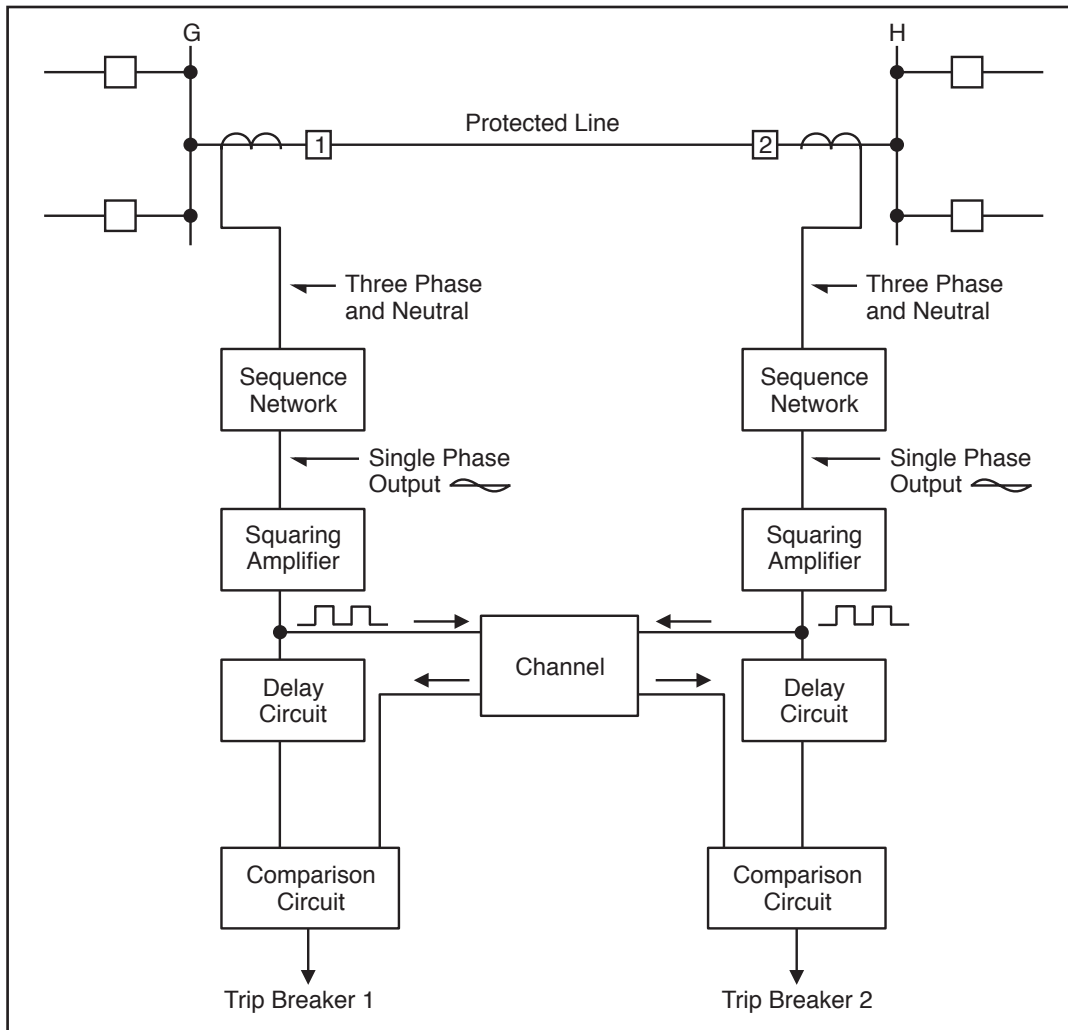 G
H
Protected Line
1
2
Three Phase
and Neutral
Three Phase
and Neutral
Sequence
Network
Sequence
Network
Single Phase
Output
Single Phase
Output
Squaring
Amplifier
Squaring
Amplifier
Channel
Delay
Circuit
Delay
Circuit
Comparison
Circuit
Comparison
Circuit
Trip Breaker 1
Trip Breaker 2